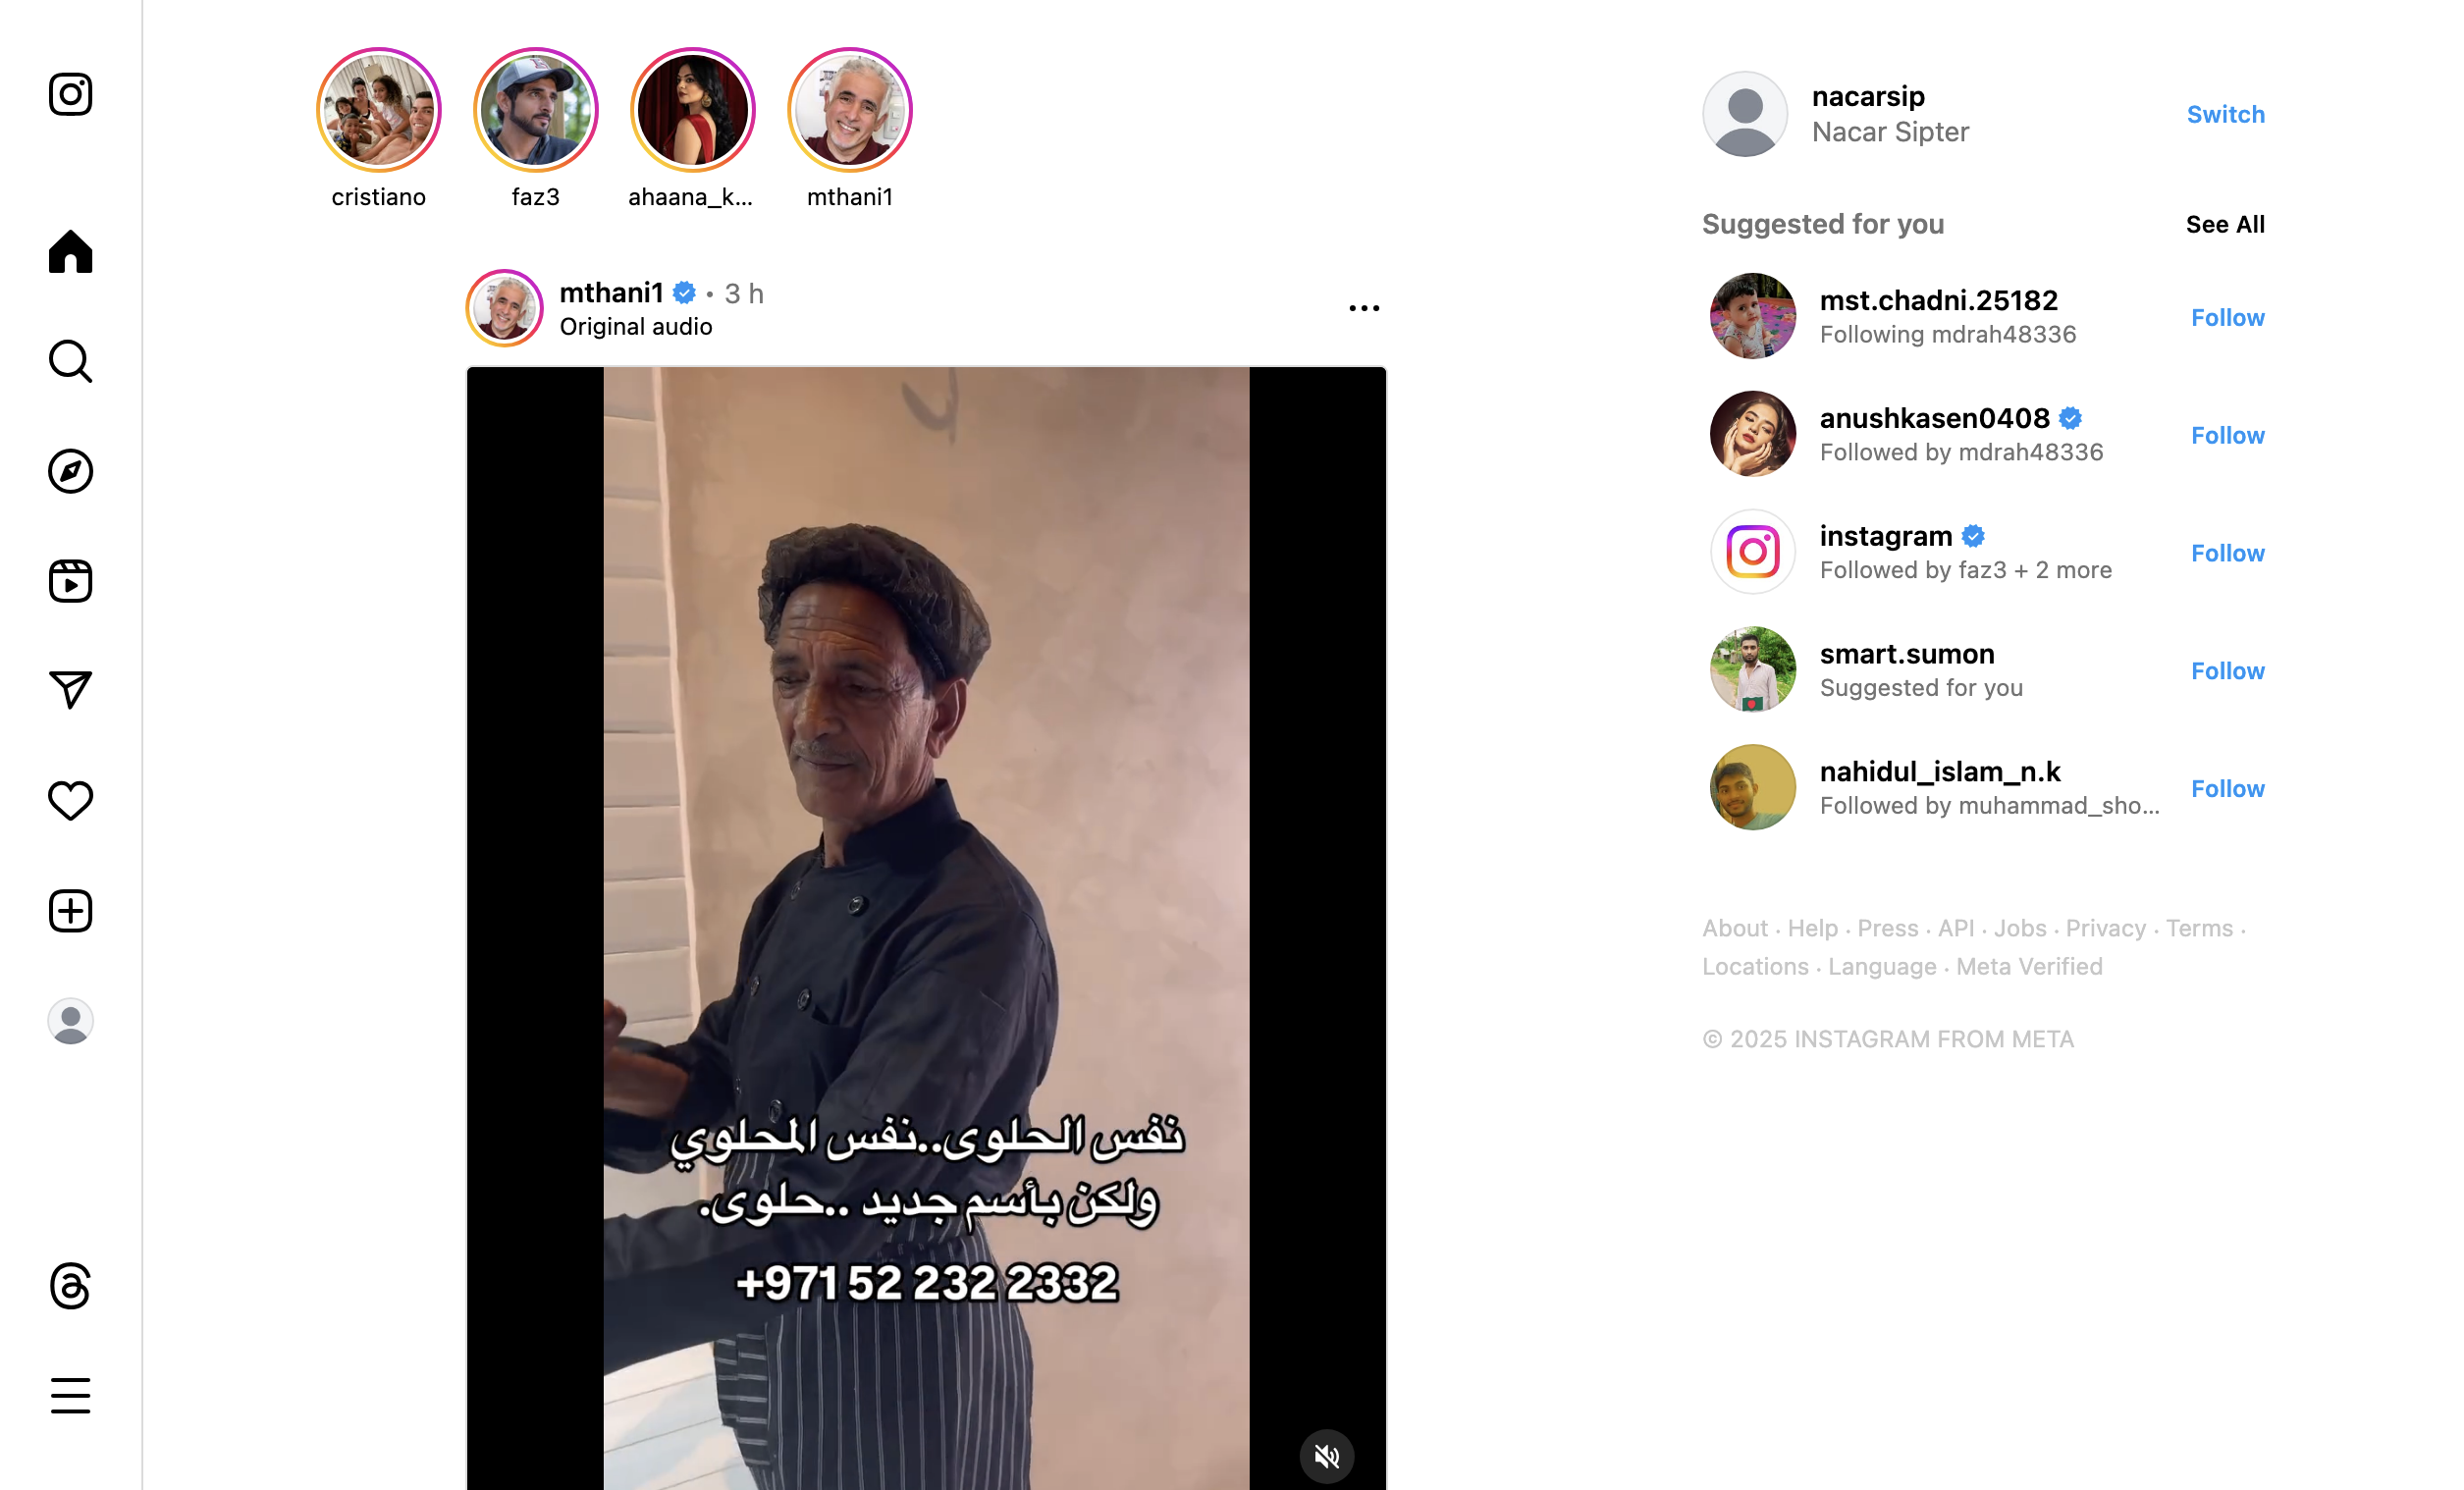 cristiano
faz3
ahaana_k...
mthani1
mthani1 • 3 h
Original audio
نفس الحلوى..نفس المحلوي
ولكن بأسم جديد ..حلوى.
+971 52 232 2332
nacarsip
Nacar Sipter
Switch
Suggested for you
See All
mst.chadni.25182
Following mdrah48336
Follow
anushkasen0408
Followed by mdrah48336
Follow
instagram
Followed by faz3 + 2 more
Follow
smart.sumon
Suggested for you
Follow
nahidul_islam_n.k
Followed by muhammad_sho...
Follow
About · Help · Press · API · Jobs · Privacy · Terms ·
Locations · Language · Meta Verified
© 2025 INSTAGRAM FROM META